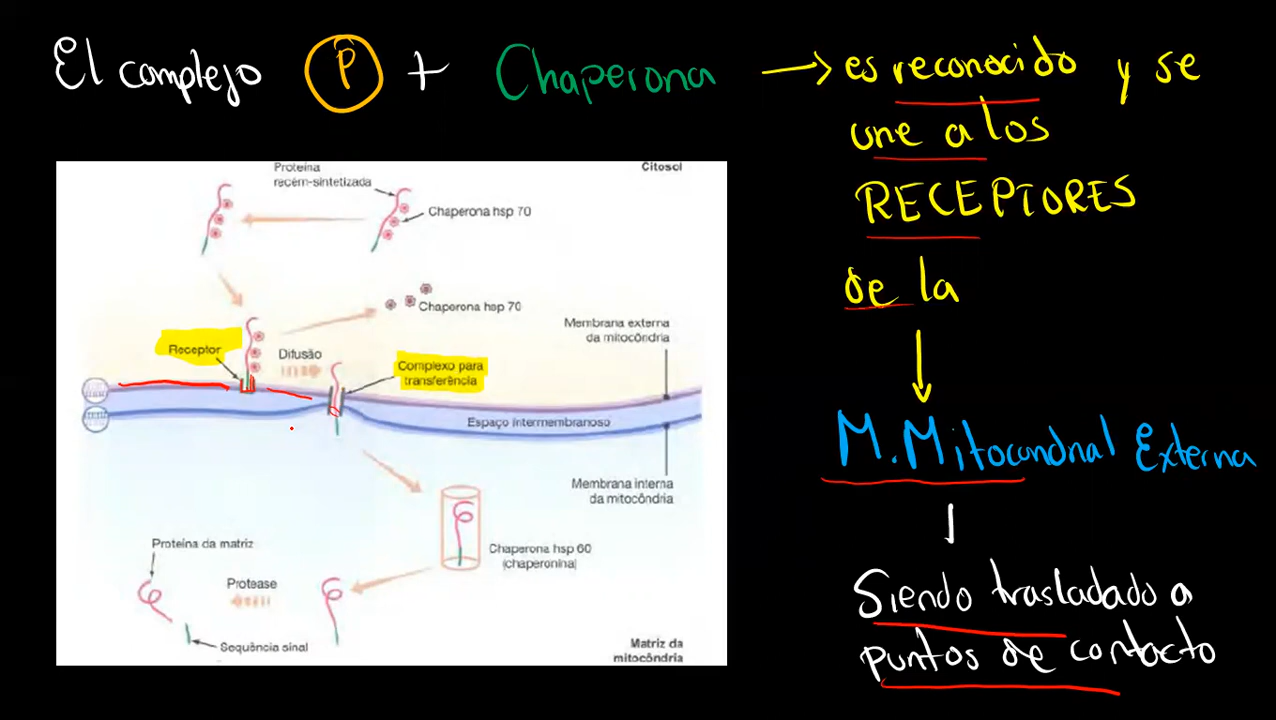 El complejo P + Chaperona → es reconocido y se
une a los
RECEPTORES
de la
M. Mitocondrial Externa
Siendo trasladado a
puntos de contacto
Proteína
recém-sintetizada
Citosol
Chaperona hsp 70
Chaperona hsp 70
Membrana externa
da mitocôndria
Receptor
Difusão
Complexo para
transferência
Espaço intermembranoso
Membrana interna
da mitocôndria
Proteína da matriz
Chaperona hsp 60
(chaperonina)
Protease
Sequência sinal
Matriz da
mitocôndria